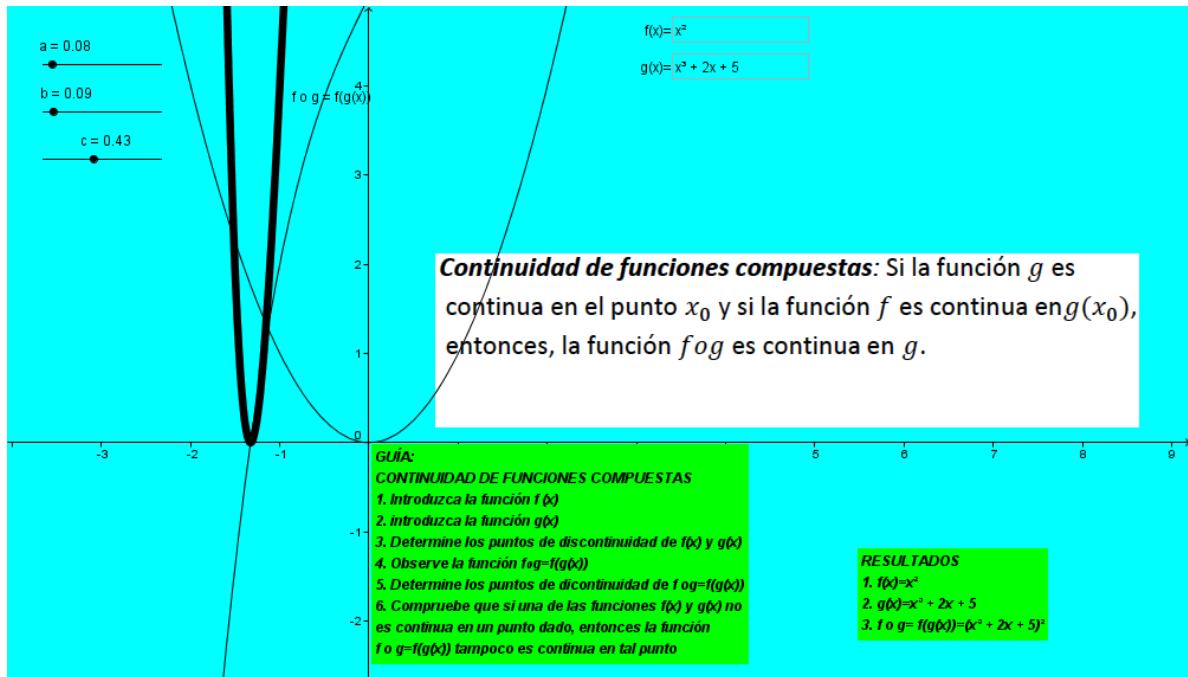 a = 0.08
b = 0.09
c = 0.43
f o g = f(g(x))
f(x)= x²
g(x)= x³ + 2x + 5
4
3
2
1
0
-3
-2
-1
5
6
7
8
9
-1
-2
Continuidad de funciones compuestas: Si la función g es
continua en el punto x₀ y si la función f es continua en g(x₀),
entonces, la función fog es continua en g.
GUÍA:
CONTINUIDAD DE FUNCIONES COMPUESTAS
1. Introduzca la función f (x)
2. introduzca la función g(x)
3. Determine los puntos de discontinuidad de f(x) y g(x)
4. Observe la función fog=f(g(x))
5. Determine los puntos de dicontinuidad de f og=f(g(x))
6. Compruebe que si una de las funciones f(x) y g(x) no
es continua en un punto dado, entonces la función
f o g=f(g(x)) tampoco es continua en tal punto
RESULTADOS
1. f(x)=x²
2. g(x)=x³ + 2x + 5
3. f o g= f(g(x))=(x³ + 2x + 5)²